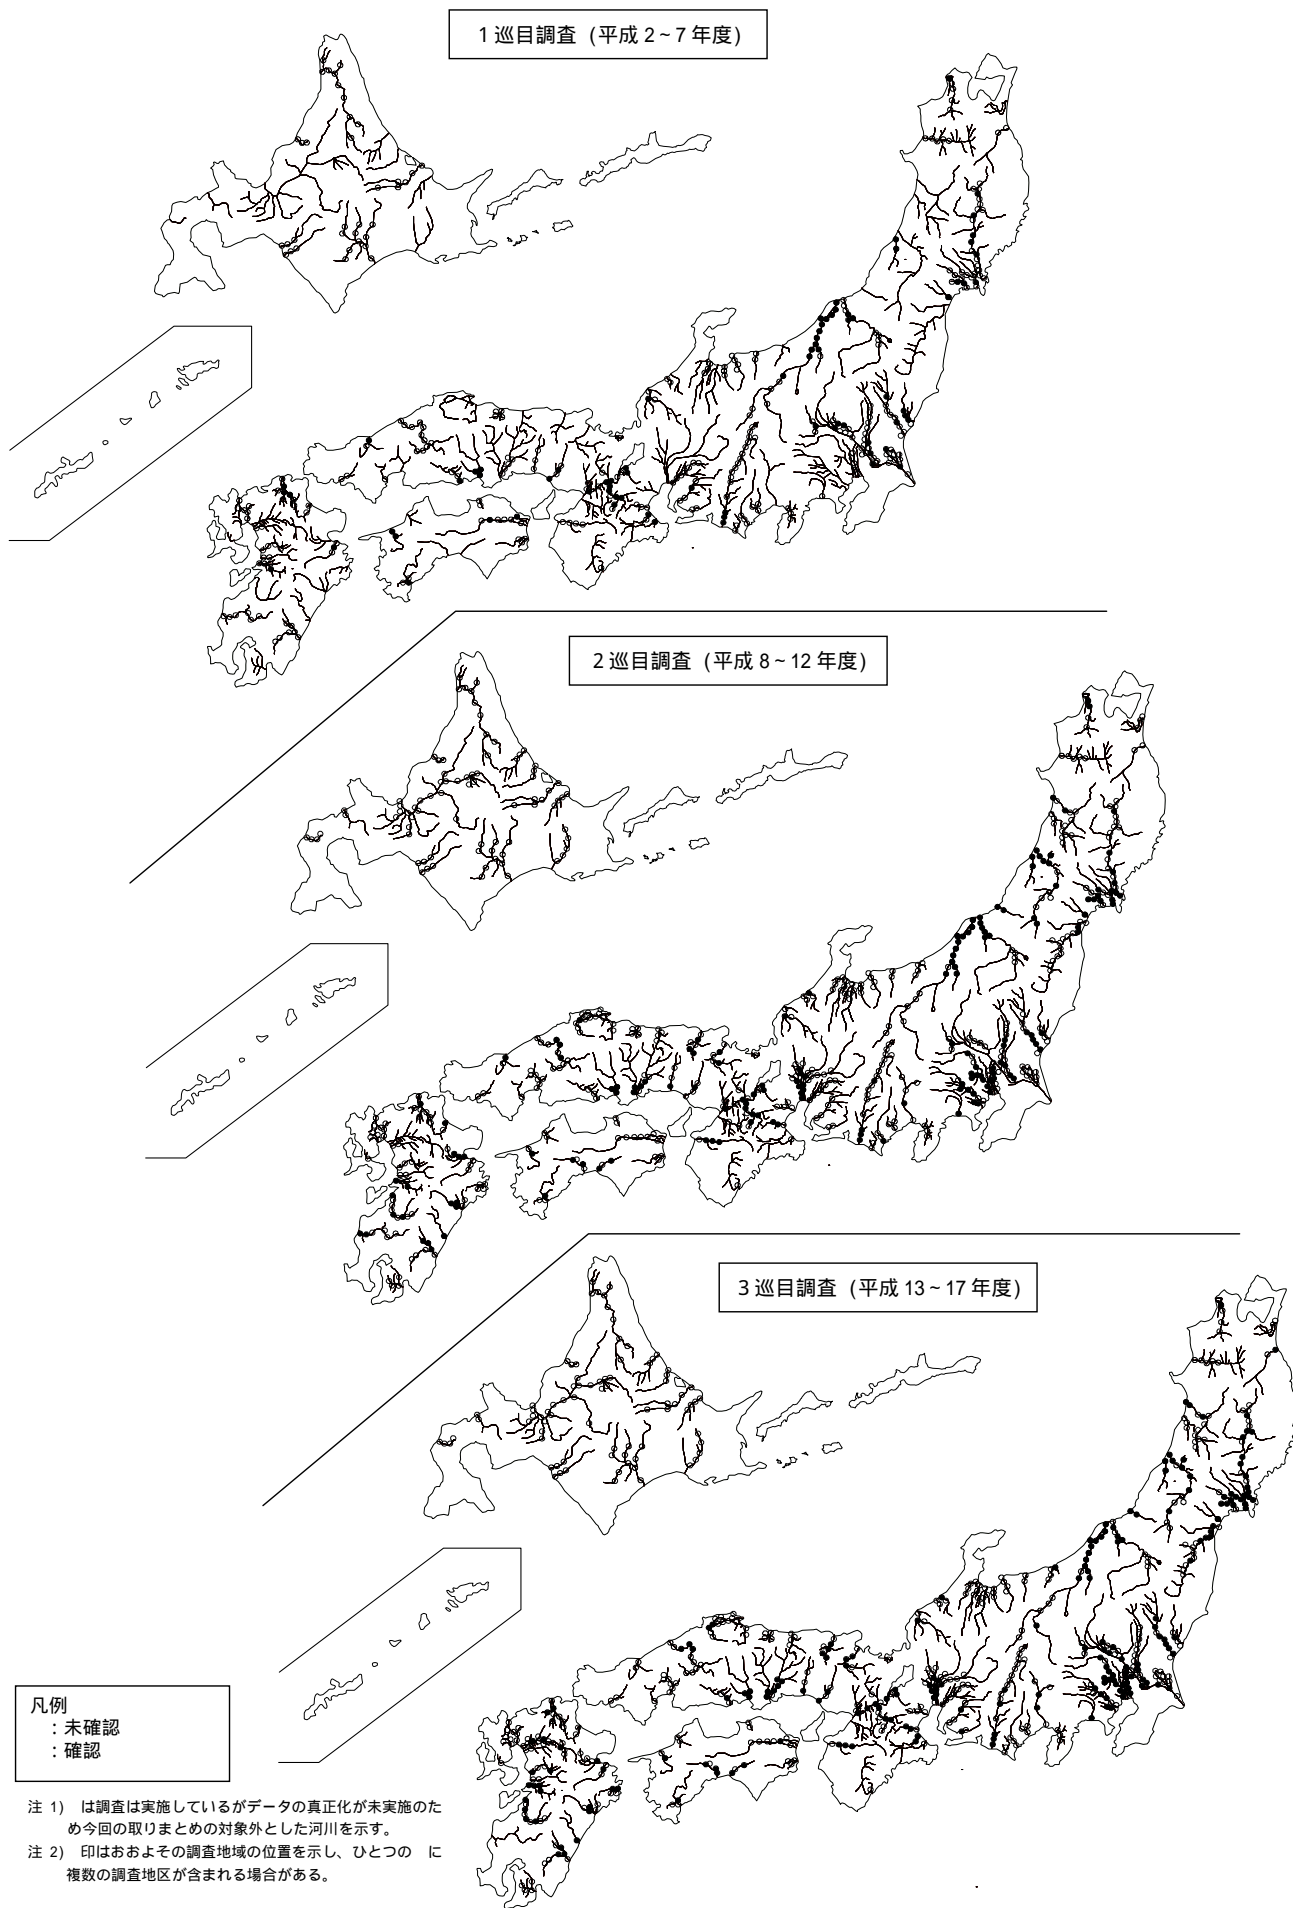 1巡目調査 (平成 2~7 年度)
2巡目調査 (平成 8~12 年度)
3巡目調査 (平成 13~17 年度)
凡例
：未確認
：確認
注 1) は調査は実施しているがデータの真正化が未実施のた
め今回の取りまとめの対象外とした河川を示す。
注 2) 印はおおよその調査地域の位置を示し、ひとつの に
複数の調査地区が含まれる場合がある。